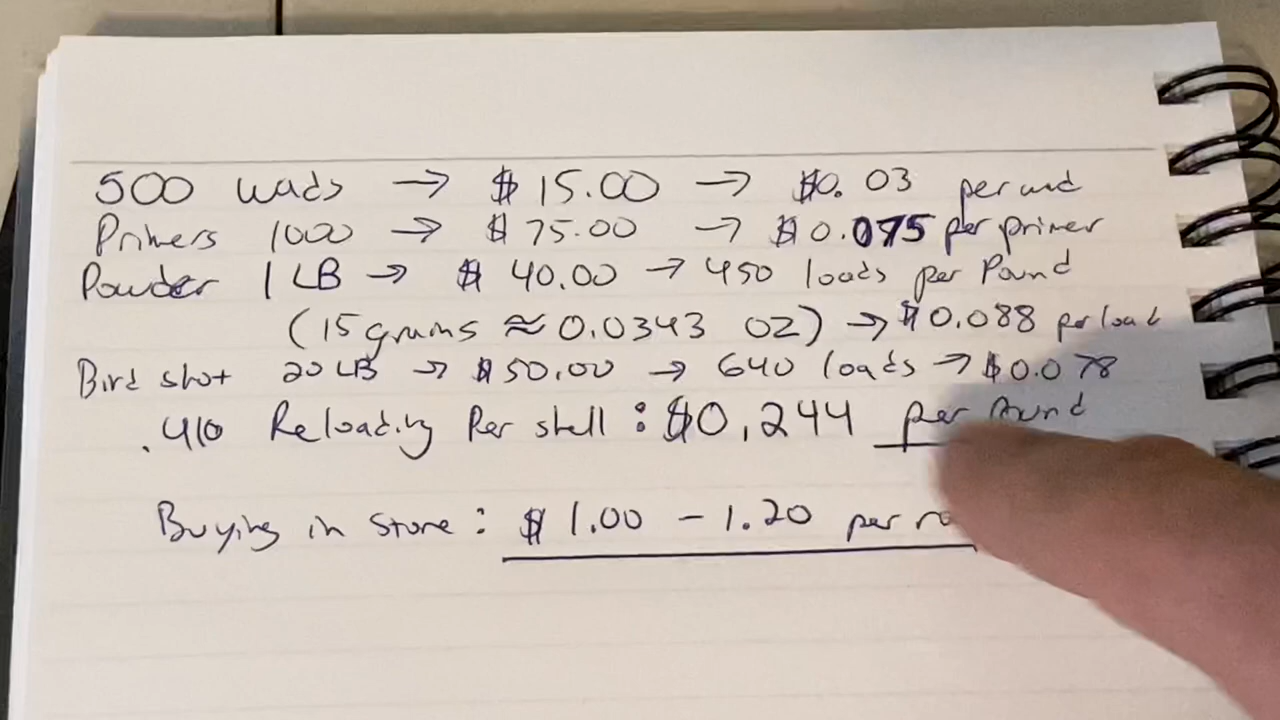 500 wads → $ 15.00 → $0.03 per wad
Primers 1000 → $ 75.00 → $0.075 per primer
Powder 1 LB → $ 40.00 → 450 loads per Pound
(15 grams ≈ 0.0343 OZ) → $0.088 per load
Bird shot 20 LB → $50.00 → 640 loads → $0.078
.410 Reloading Per shell : $0.244 per
Buying in Store : $ 1.00 - 1.20 per